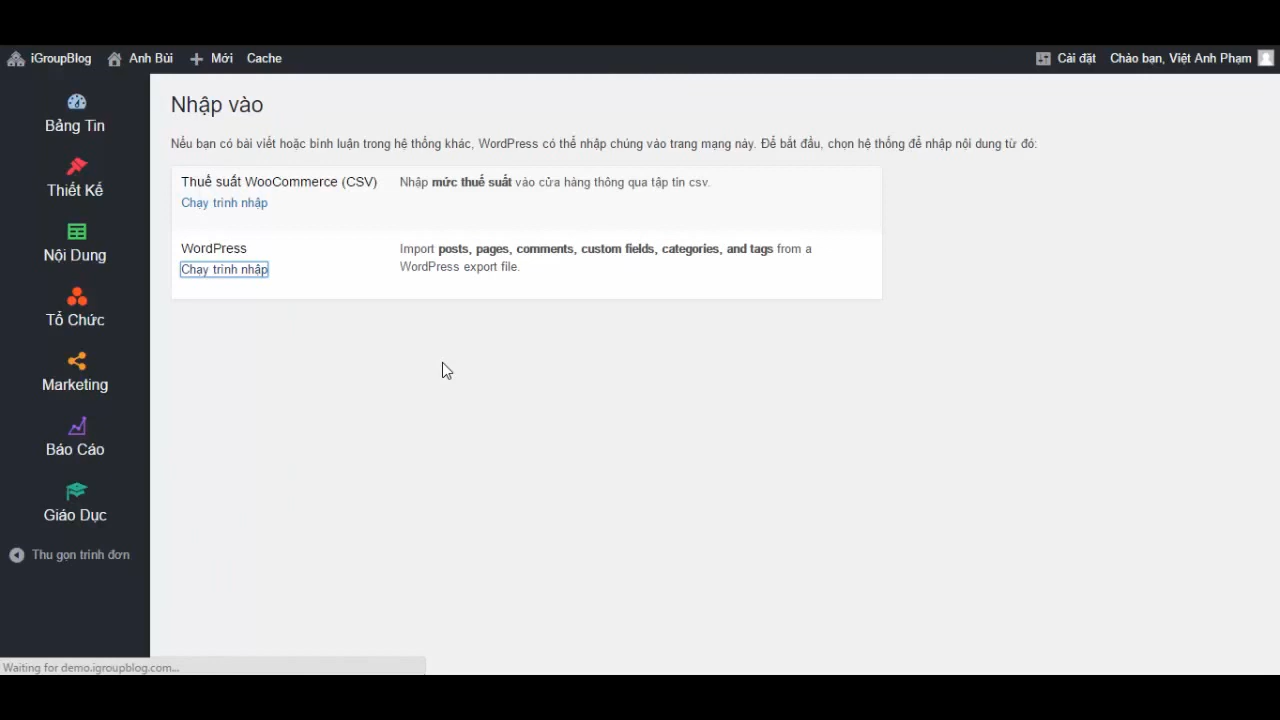 iGroupBlog Anh Bùi Mới Cache Cài đặt Chào bạn, Việt Anh Phạm
Bảng Tin
Thiết Kế
Nội Dung
Tổ Chức
Marketing
Báo Cáo
Giáo Dục
Thu gọn trình đơn
Nhập vào
Nếu bạn có bài viết hoặc bình luận trong hệ thống khác, WordPress có thể nhập chúng vào trang mạng này. Để bắt đầu, chọn hệ thống để nhập nội dung từ đó:
Thuế suất WooCommerce (CSV) Nhập mức thuế suất vào cửa hàng thông qua tập tin csv.
Chạy trình nhập
WordPress Import posts, pages, comments, custom fields, categories, and tags from a
Chạy trình nhập WordPress export file.
Waiting for demo.igroupblog.com...